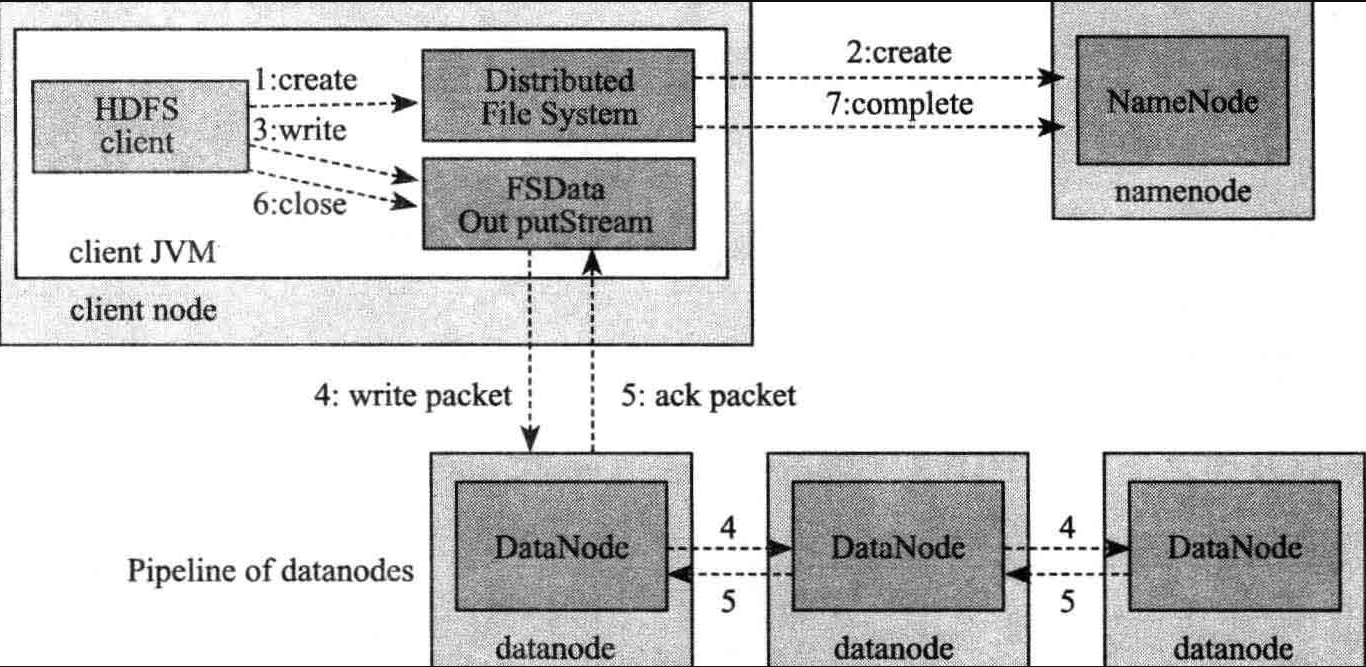 1:create
HDFS
client
3:write
6:close
Distributed
File System
FSData
Out putStream
client JVM
client node
2:create
7:complete
NameNode
namenode
4: write packet
5: ack packet
Pipeline of datanodes
DataNode
datanode
4
5
DataNode
datanode
4
5
DataNode
datanode